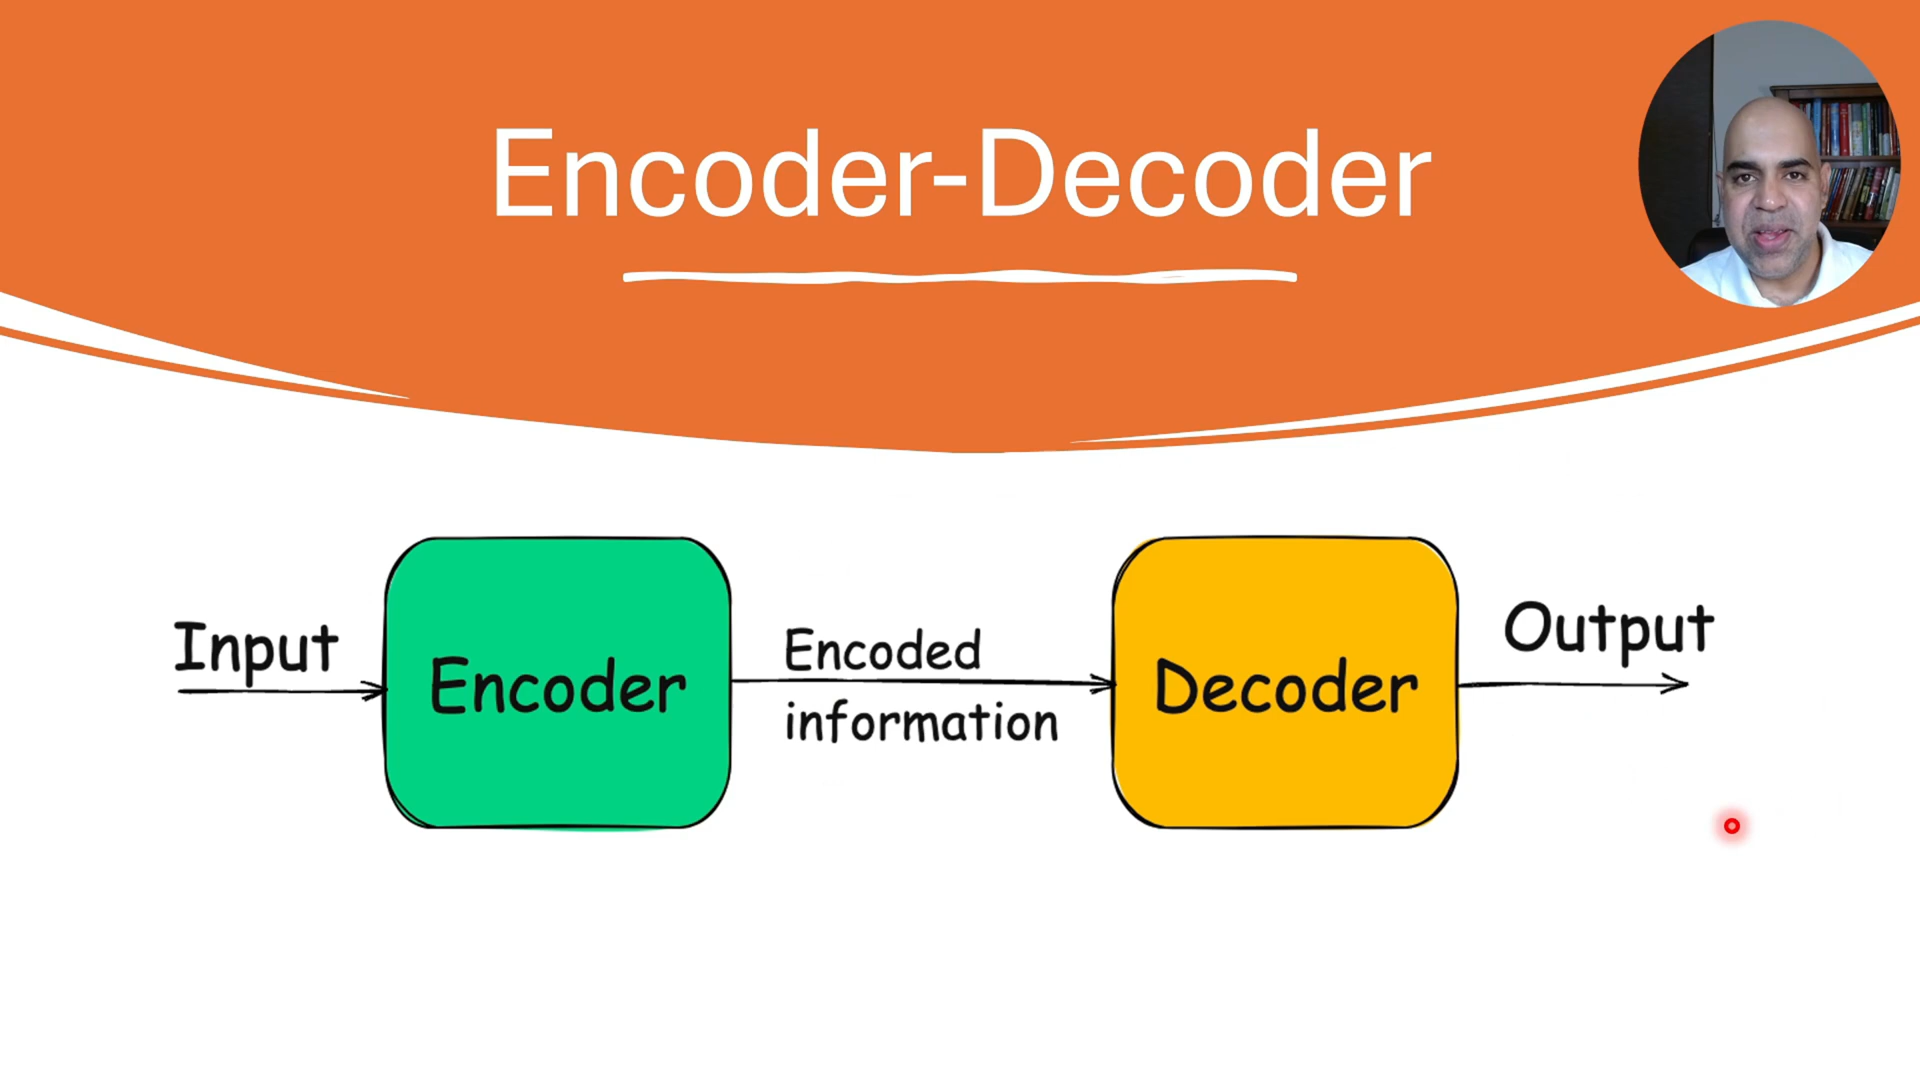 Encoder-Decoder
Input
Encoder
Encoded
information
Decoder
Output